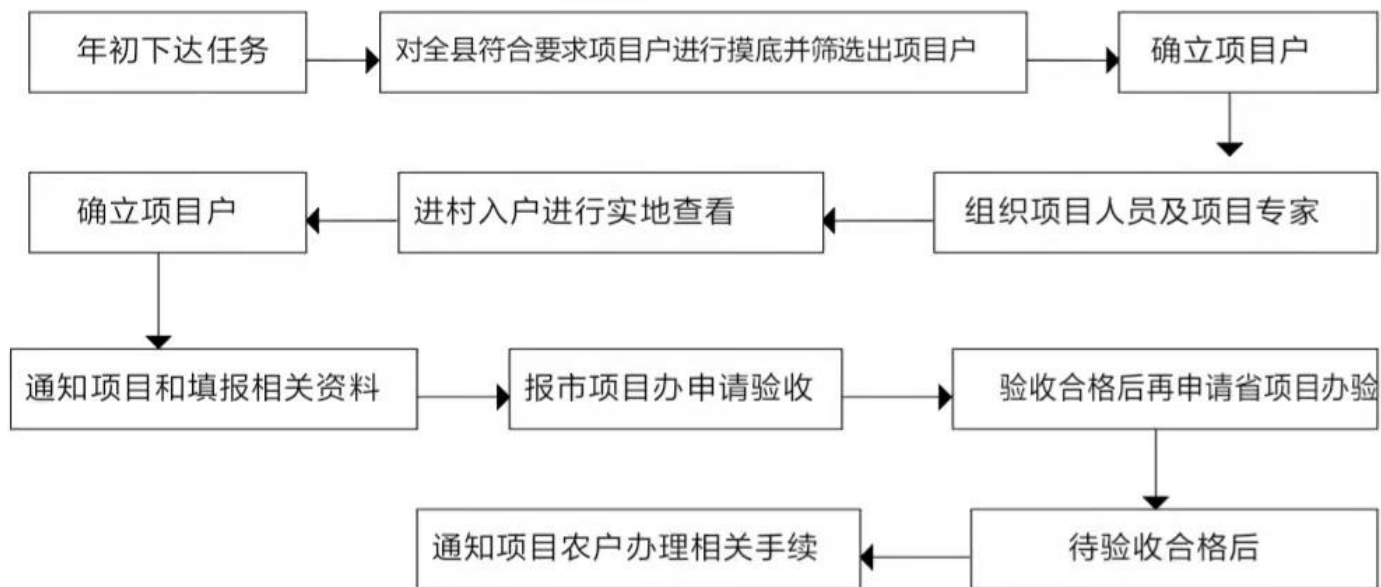 年初下达任务
对全县符合要求项目户进行摸底并筛选出项目户
确立项目户
组织项目人员及项目专家
进村入户进行实地查看
确立项目户
通知项目和填报相关资料
报市项目办申请验收
验收合格后再申请省项目办验
待验收合格后
通知项目农户办理相关手续